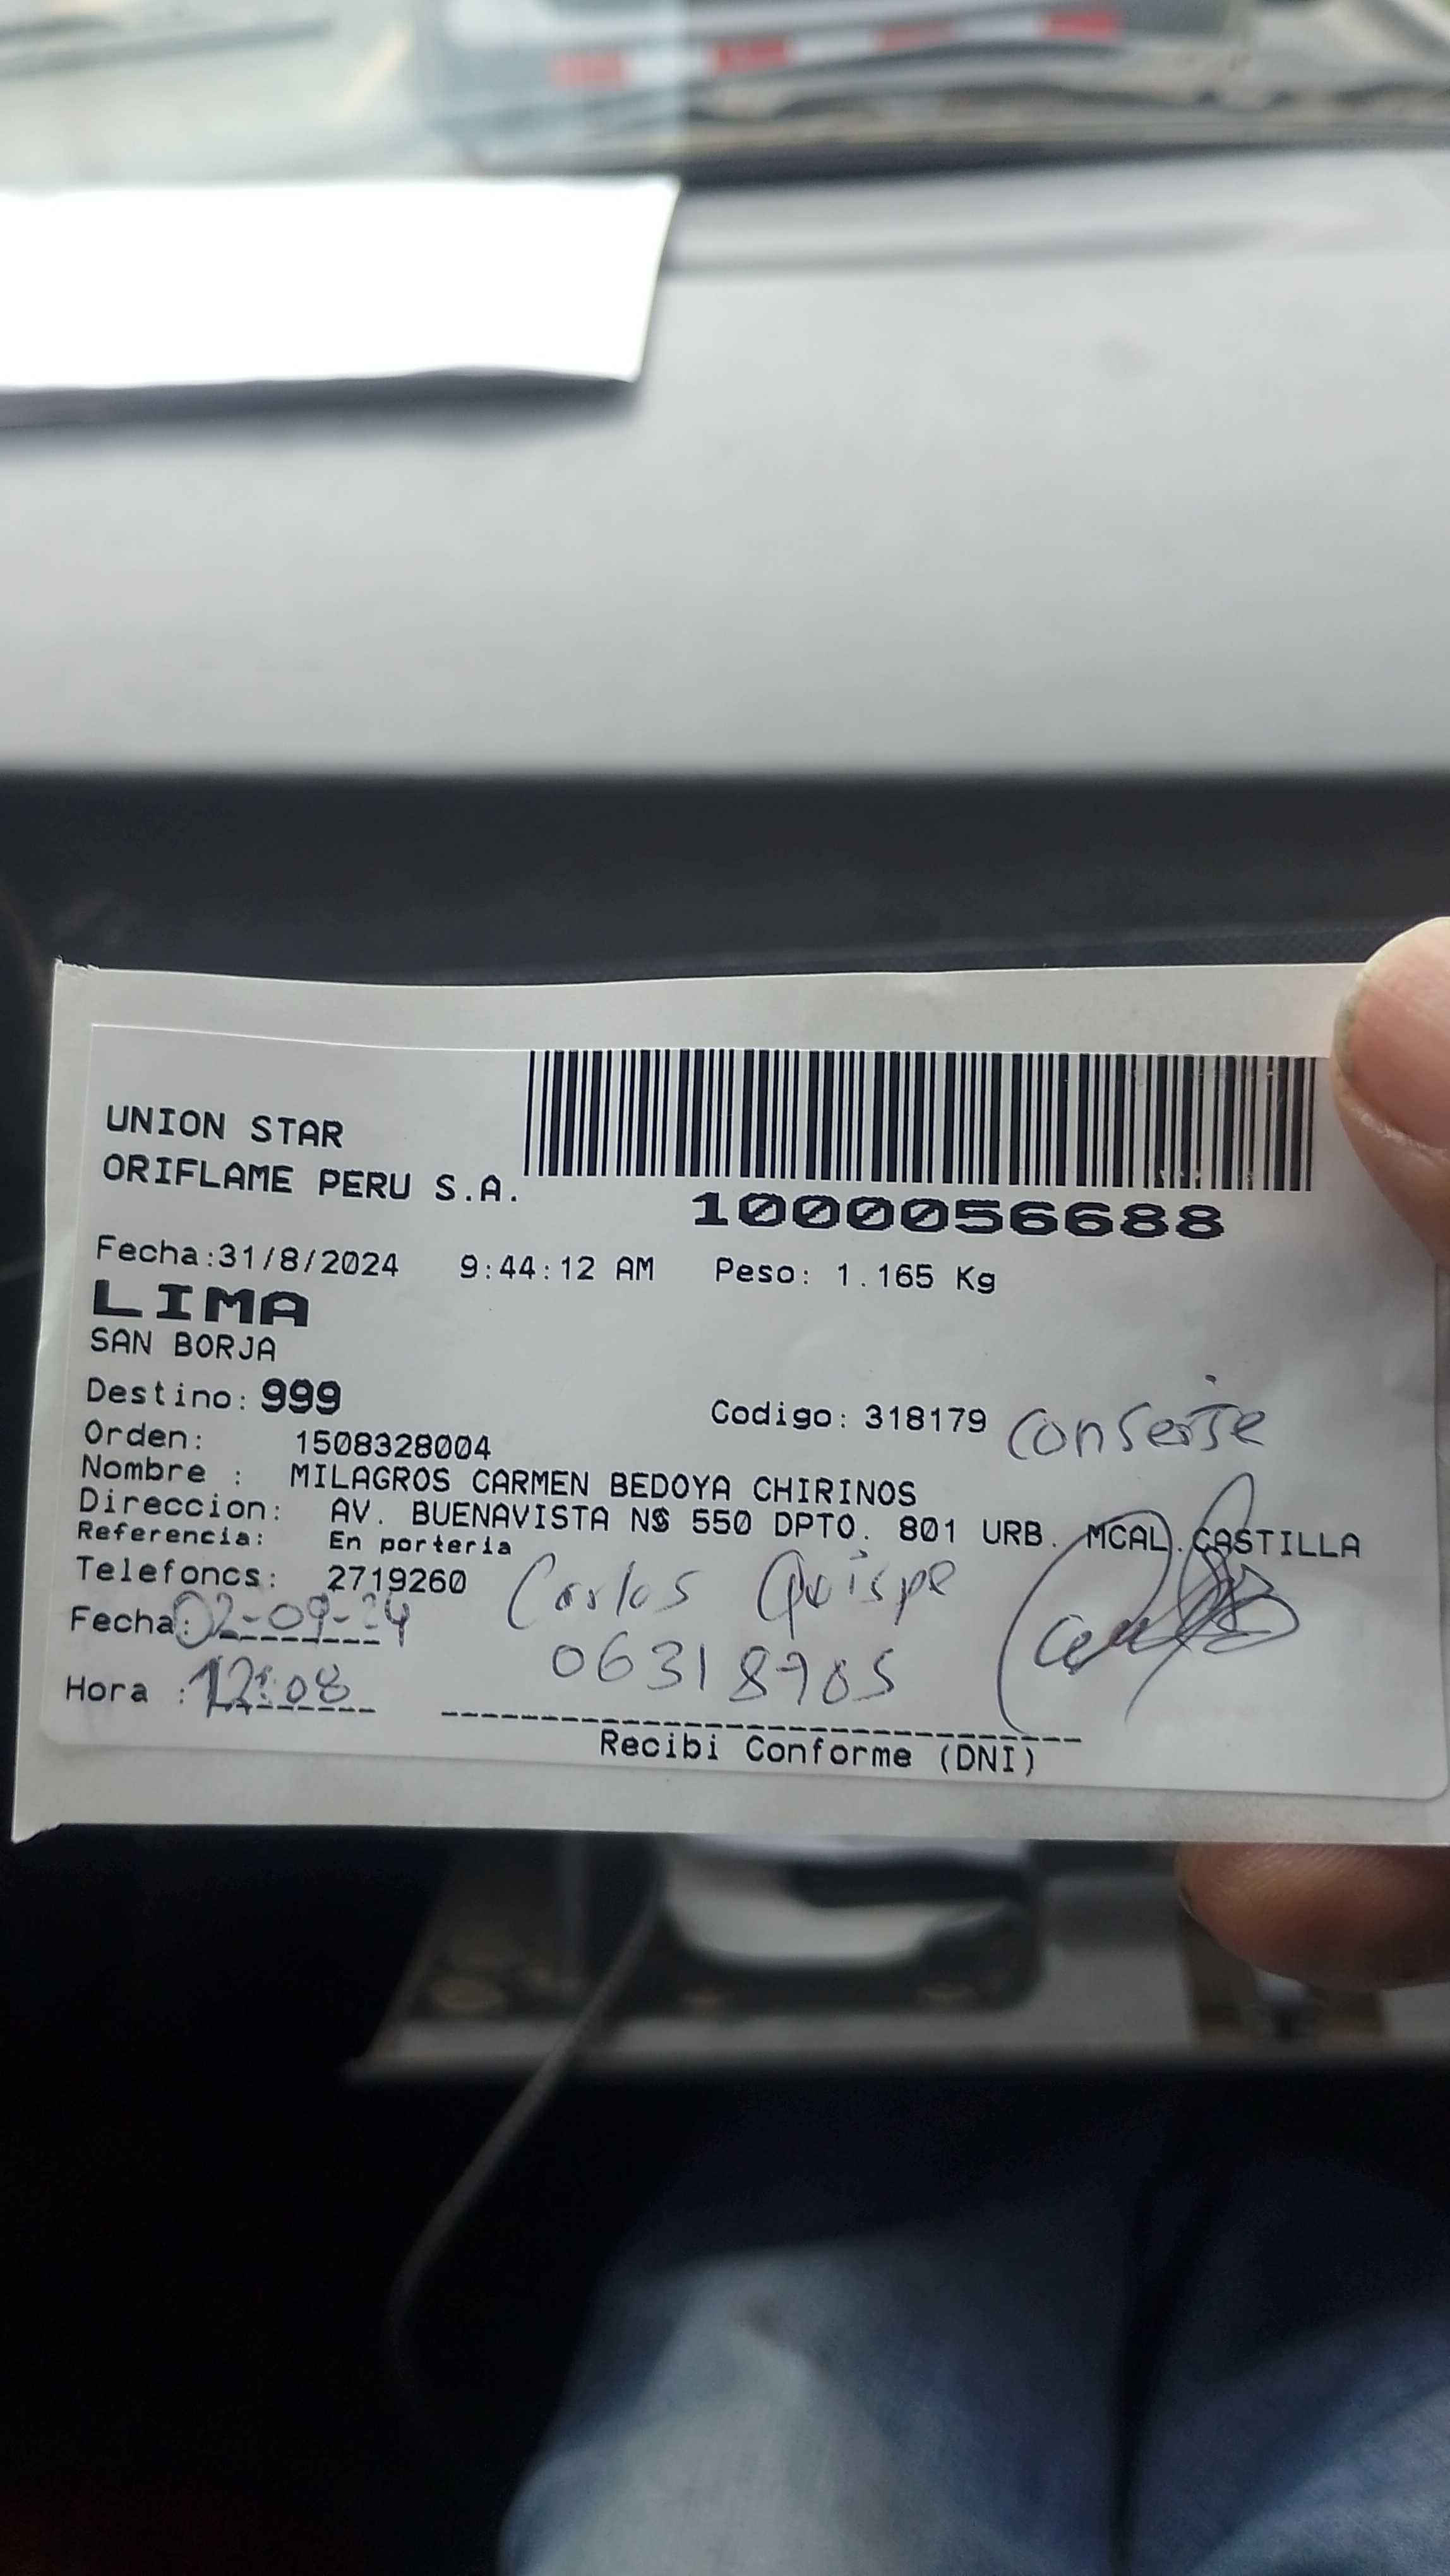 UNION STAR
ORIFLAME PERU S.A.
1000056688
Fecha:31/8/2024 9:44:12 AM Peso: 1.165 Kg
LIMA
SAN BORJA
Destino: 999 Codigo: 318179 Conserje
Orden: 1508328004
Nombre : MILAGROS CARMEN BEDOYA CHIRINOS
Direccion: AV. BUENAVISTA N$ 550 DPTO. 801 URB. MCAL.CASTILLA
Referencia: En porteria
Telefonos: 2719260 Carlos Quispe
Fecha: 02-09-24
06318905
Hora : 12:08
Recibi Conforme (DNI)